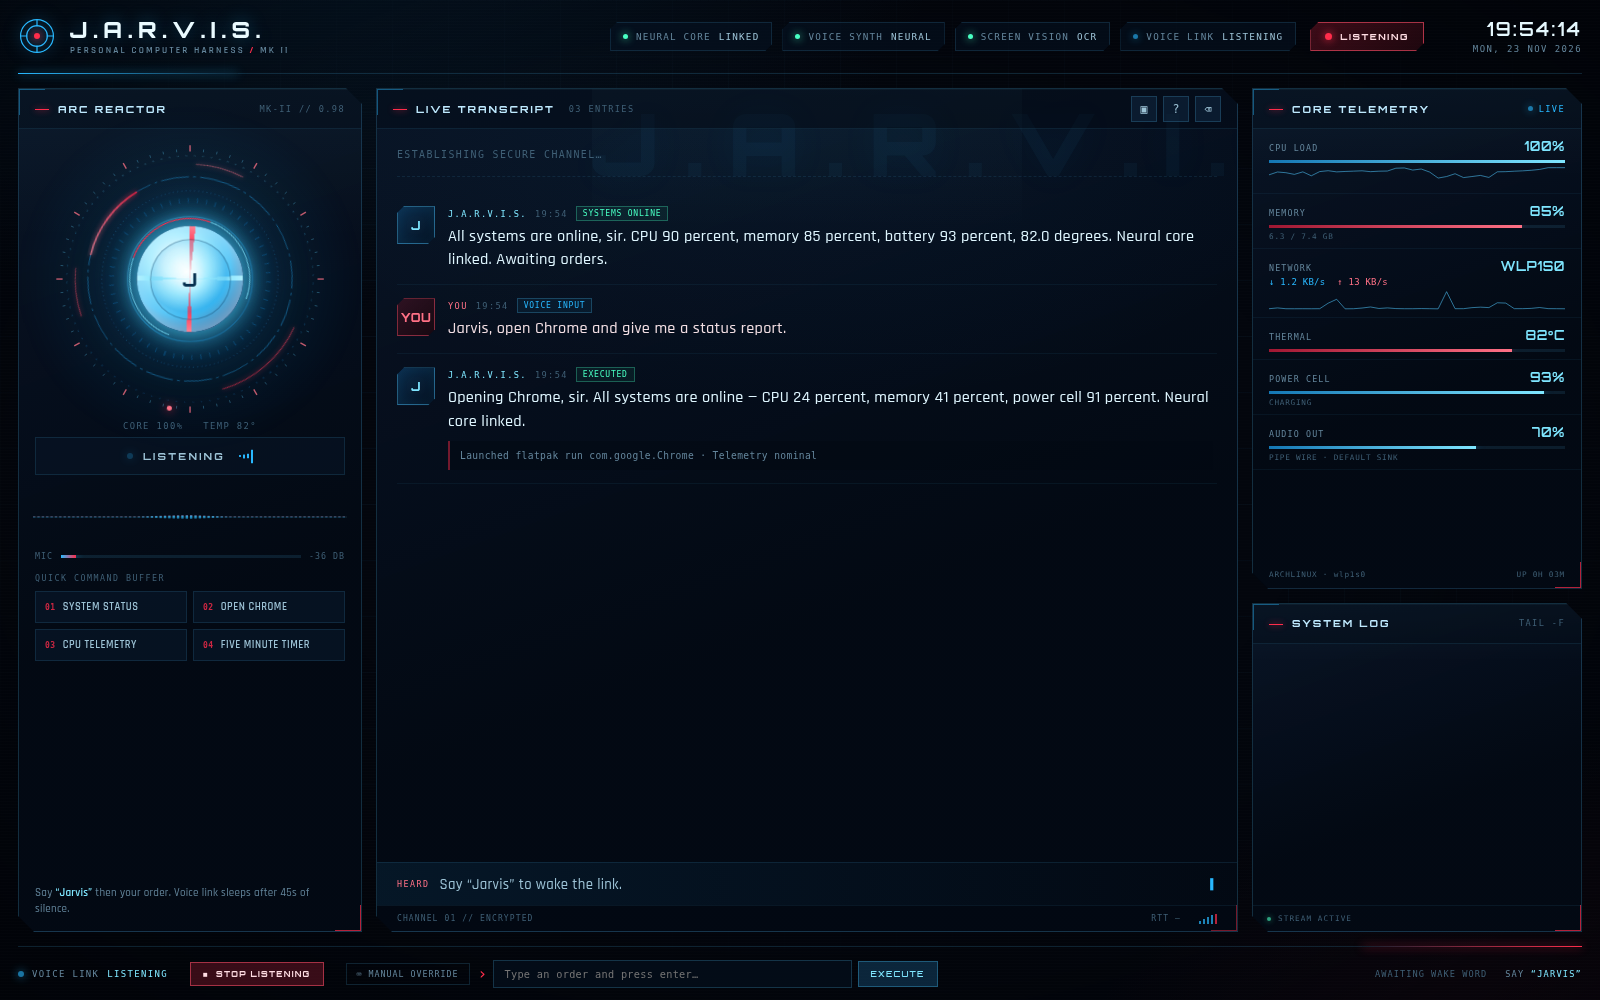 J.A.R.V.I.S.
PERSONAL COMPUTER HARNESS / MK II
NEURAL CORE LINKED
VOICE SYNTH NEURAL
SCREEN VISION OCR
VOICE LINK LISTENING
LISTENING
19:54:14
MON, 23 NOV 2026
ARC REACTOR
MK-II // 0.98
J
CORE 100% TEMP 82°
LISTENING
MIC -36 DB
QUICK COMMAND BUFFER
01 SYSTEM STATUS
02 OPEN CHROME
03 CPU TELEMETRY
04 FIVE MINUTE TIMER
Say “Jarvis” then your order. Voice link sleeps after 45s of
silence.
LIVE TRANSCRIPT 03 ENTRIES
?
J.A.R.V.I.
ESTABLISHING SECURE CHANNEL…
J
J.A.R.V.I.S. 19:54 SYSTEMS ONLINE
All systems are online, sir. CPU 90 percent, memory 85 percent, battery 93 percent, 82.0 degrees. Neural core
linked. Awaiting orders.
YOU
YOU 19:54 VOICE INPUT
Jarvis, open Chrome and give me a status report.
J
J.A.R.V.I.S. 19:54 EXECUTED
Opening Chrome, sir. All systems are online — CPU 24 percent, memory 41 percent, power cell 91 percent. Neural
core linked.
Launched flatpak run com.google.Chrome · Telemetry nominal
HEARD Say “Jarvis” to wake the link.
CHANNEL 01 // ENCRYPTED
RTT —
CORE TELEMETRY
LIVE
CPU LOAD 100%
MEMORY 85%
6.3 / 7.4 GB
NETWORK WLP1S0
↓ 1.2 KB/s ↑ 13 KB/s
THERMAL 82°C
POWER CELL 93%
CHARGING
AUDIO OUT 70%
PIPE WIRE · DEFAULT SINK
ARCHLINUX · wlp1s0
UP 0H 03M
SYSTEM LOG
TAIL -F
STREAM ACTIVE
VOICE LINK LISTENING
STOP LISTENING
MANUAL OVERRIDE
›
Type an order and press enter…
EXECUTE
AWAITING WAKE WORD SAY “JARVIS”